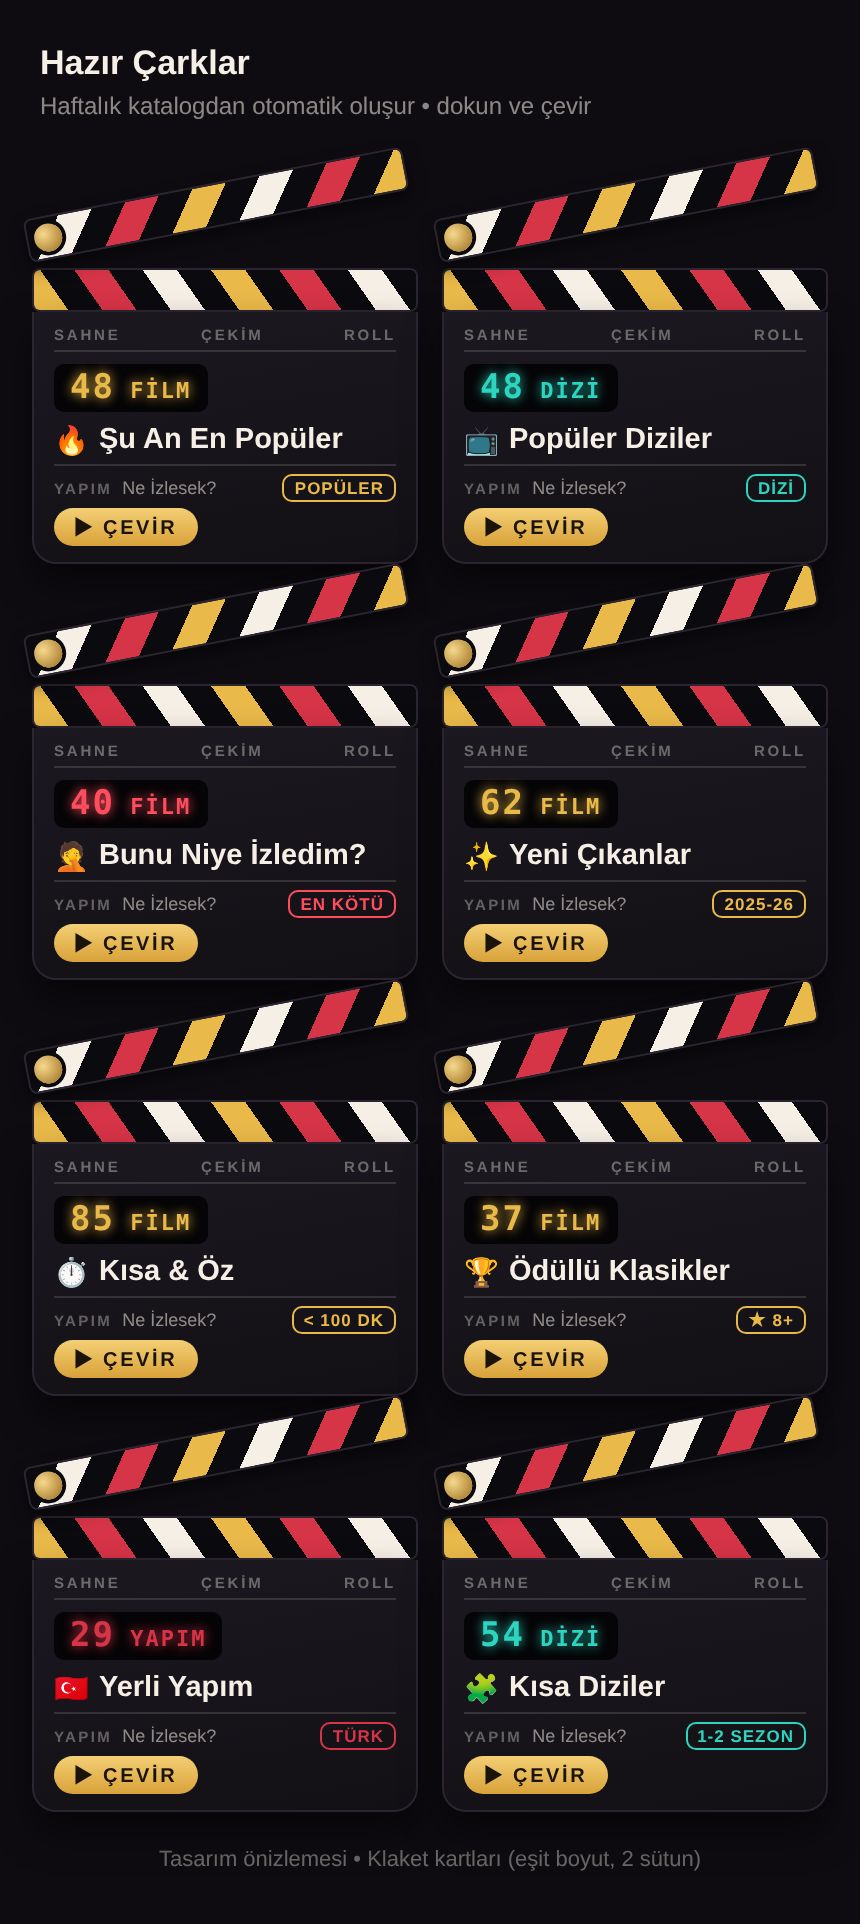 Hazır Çarklar
Haftalık katalogdan otomatik oluşur • dokun ve çevir
SAHNE ÇEKİM ROLL
48 FİLM
🔥 Şu An En Popüler
YAPIM Ne İzlesek? POPÜLER
▶ ÇEVİR
SAHNE ÇEKİM ROLL
48 DİZİ
📺 Popüler Diziler
YAPIM Ne İzlesek? DİZİ
▶ ÇEVİR
SAHNE ÇEKİM ROLL
40 FİLM
🤦 Bunu Niye İzledim?
YAPIM Ne İzlesek? EN KÖTÜ
▶ ÇEVİR
SAHNE ÇEKİM ROLL
62 FİLM
✨ Yeni Çıkanlar
YAPIM Ne İzlesek? 2025-26
▶ ÇEVİR
SAHNE ÇEKİM ROLL
85 FİLM
⏱️ Kısa & Öz
YAPIM Ne İzlesek? < 100 DK
▶ ÇEVİR
SAHNE ÇEKİM ROLL
37 FİLM
🏆 Ödüllü Klasikler
YAPIM Ne İzlesek? ★ 8+
▶ ÇEVİR
SAHNE ÇEKİM ROLL
29 YAPIM
🇹🇷 Yerli Yapım
YAPIM Ne İzlesek? TÜRK
▶ ÇEVİR
SAHNE ÇEKİM ROLL
54 DİZİ
🧩 Kısa Diziler
YAPIM Ne İzlesek? 1-2 SEZON
▶ ÇEVİR
Tasarım önizlemesi • Klaket kartları (eşit boyut, 2 sütun)